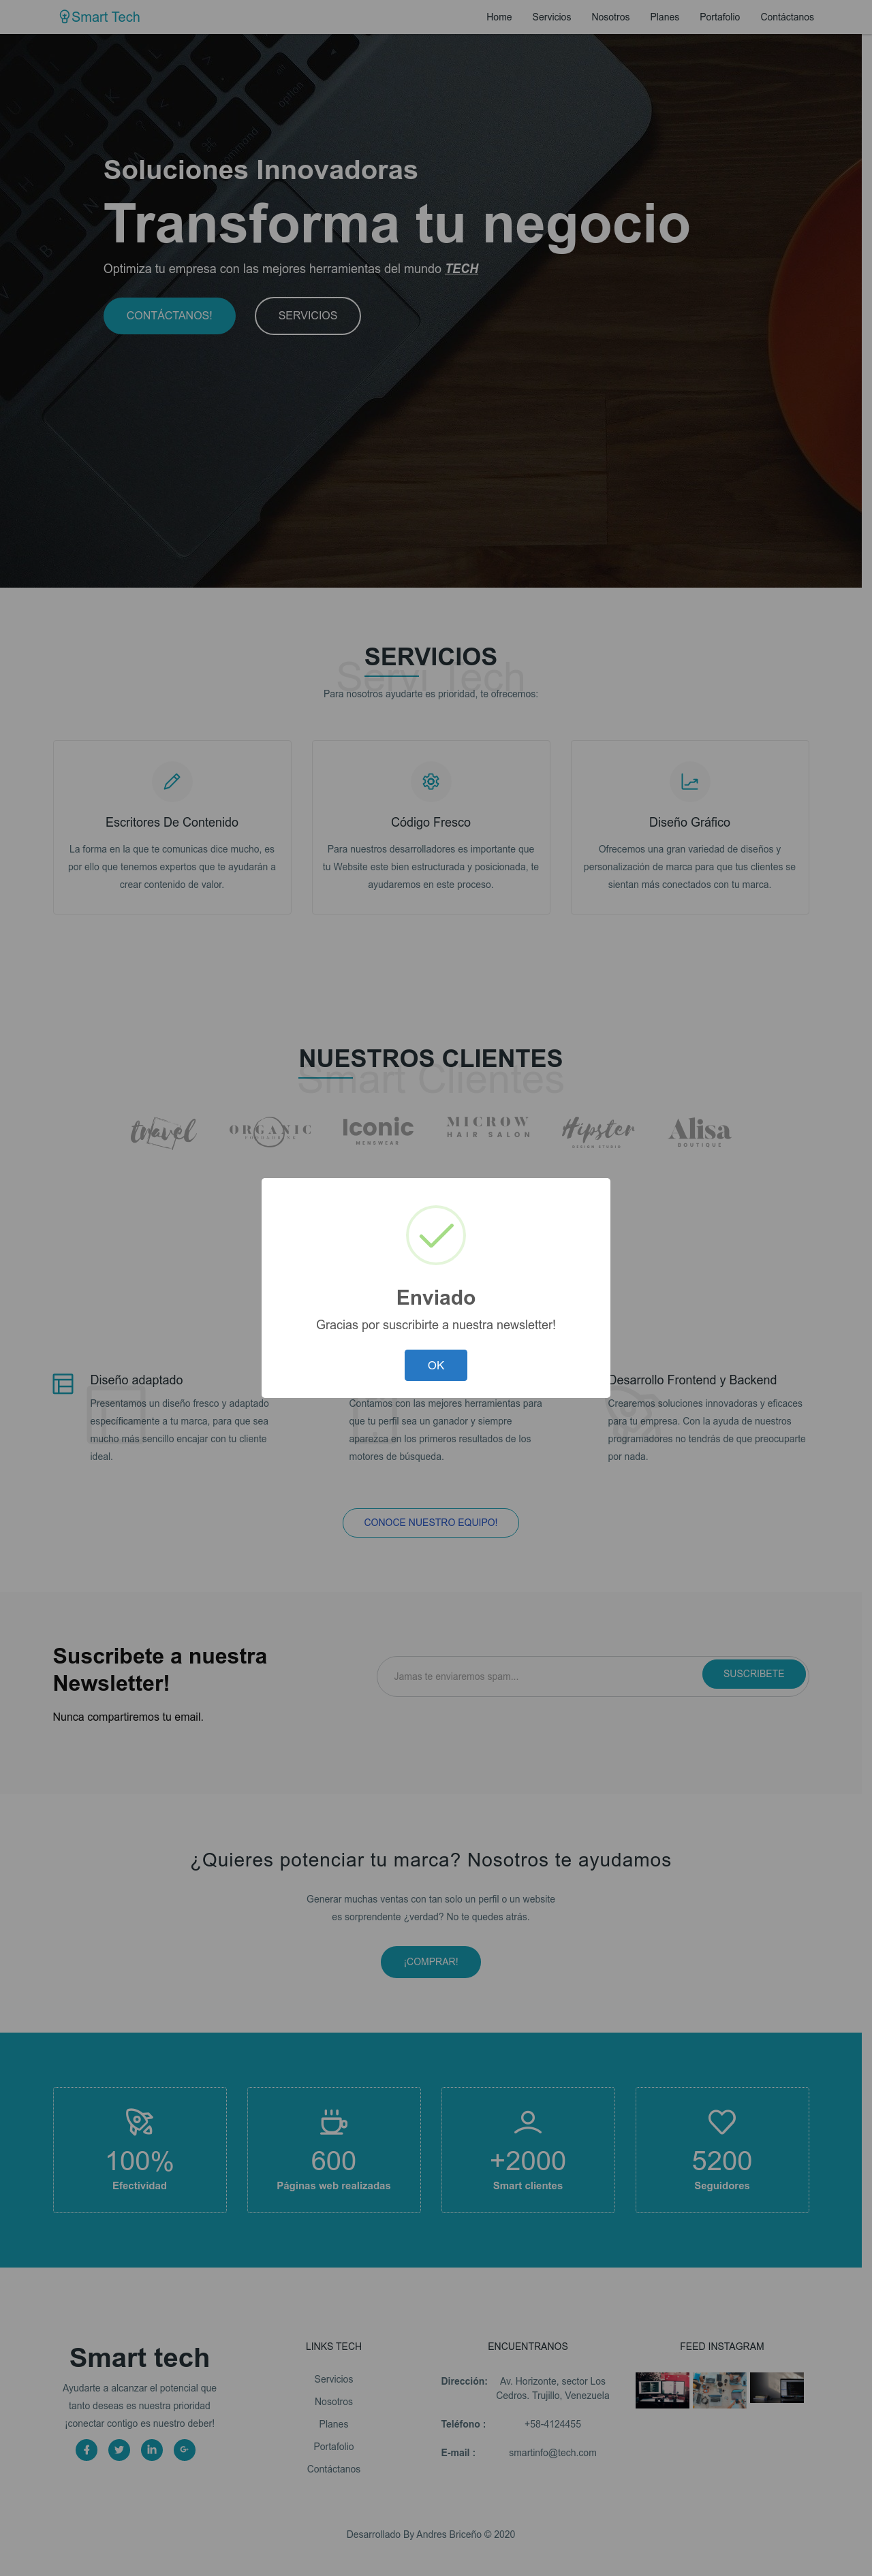 Smart Tech
Home Servicios Nosotros Planes Portafolio Contáctanos
Soluciones Innovadoras
Transforma tu negocio
Optimiza tu empresa con las mejores herramientas del mundo TECH
CONTÁCTANOS! SERVICIOS
SERVICIOS
Servi Tech
Para nosotros ayudarte es prioridad, te ofrecemos:
Escritores De Contenido
La forma en la que te comunicas dice mucho, es
por ello que tenemos expertos que te ayudarán a
crear contenido de valor.
Código Fresco
Para nuestros desarrolladores es importante que
tu Website este bien estructurada y posicionada, te
ayudaremos en este proceso.
Diseño Gráfico
Ofrecemos una gran variedad de diseños y
personalización de marca para que tus clientes se
sientan más conectados con tu marca.
NUESTROS CLIENTES
Smart Clientes
travel
ORGANIC
Iconic
MENSWEAR
MICROW
HAIR SALON
Hipster
DESIGN STUDIO
Alisa
BOUTIQUE
Enviado
Gracias por suscribirte a nuestra newsletter!
OK
Diseño adaptado
Presentamos un diseño fresco y adaptado
específicamente a tu marca, para que sea
mucho más sencillo encajar con tu cliente
ideal.
Contamos con las mejores herramientas para
que tu perfil sea un ganador y siempre
aparezca en los primeros resultados de los
motores de búsqueda.
Desarrollo Frontend y Backend
Crearemos soluciones innovadoras y eficaces
para tu empresa. Con la ayuda de nuestros
programadores no tendrás de que preocuparte
por nada.
CONOCE NUESTRO EQUIPO!
Suscribete a nuestra
Newsletter!
Nunca compartiremos tu email.
Jamas te enviaremos spam...
SUSCRIBETE
¿Quieres potenciar tu marca? Nosotros te ayudamos
Generar muchas ventas con tan solo un perfil o un website
es sorprendente ¿verdad? No te quedes atrás.
¡COMPRAR!
100%
Efectividad
600
Páginas web realizadas
+2000
Smart clientes
5200
Seguidores
Smart tech
Ayudarte a alcanzar el potencial que
tanto deseas es nuestra prioridad
¡conectar contigo es nuestro deber!
LINKS TECH
Servicios
Nosotros
Planes
Portafolio
Contáctanos
ENCUENTRANOS
Dirección: Av. Horizonte, sector Los
Cedros. Trujillo, Venezuela
Teléfono : +58-4124455
E-mail : smartinfo@tech.com
FEED INSTAGRAM
Desarrollado By Andres Briceño © 2020